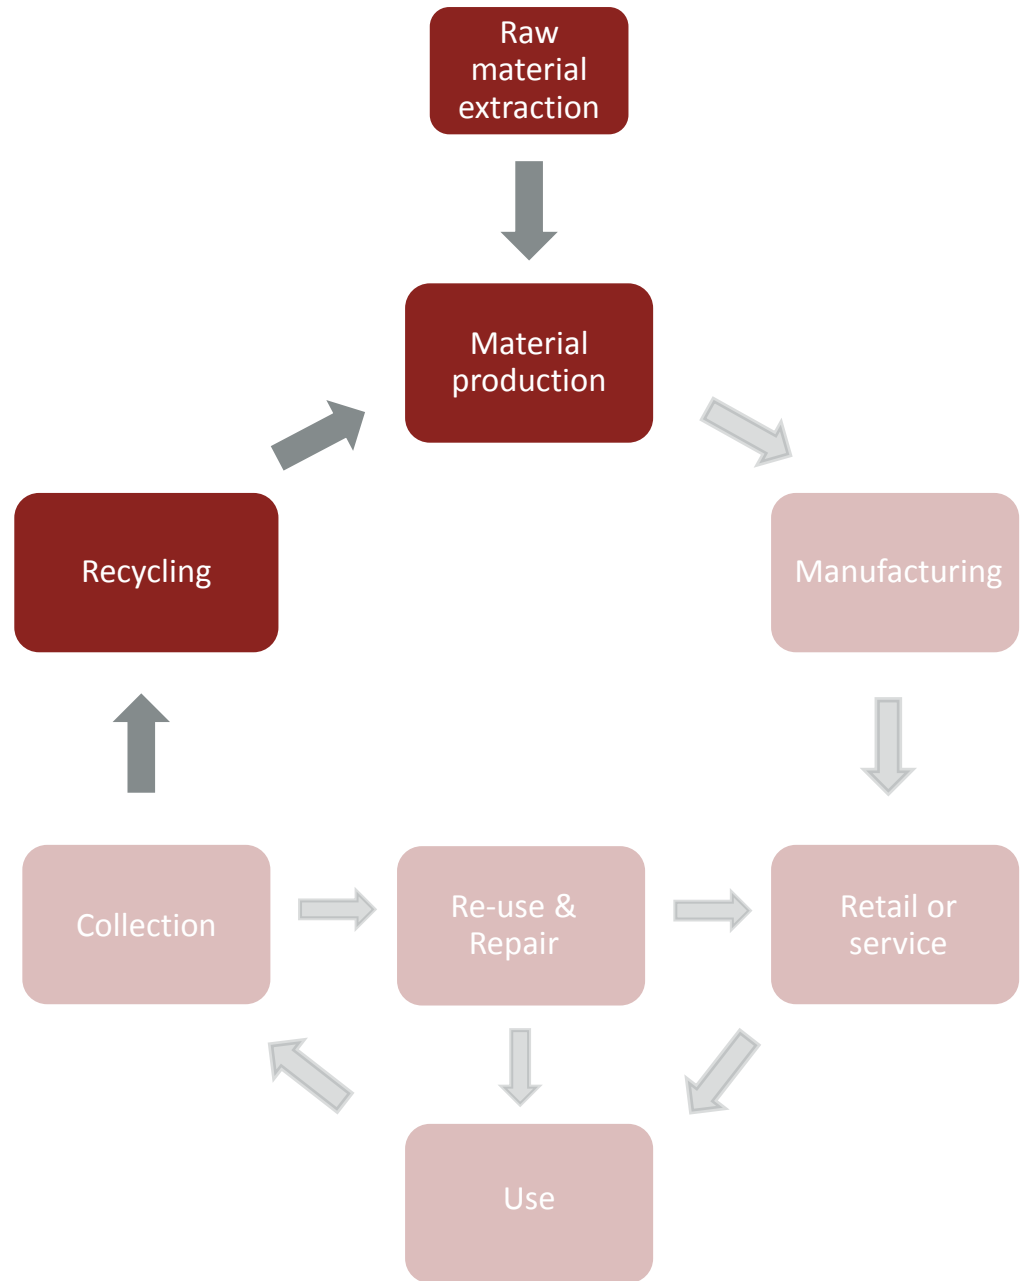 Raw
material
extraction
Material
production
Recycling
Manufacturing
Collection
Re-use &
Repair
Retail or
service
Use